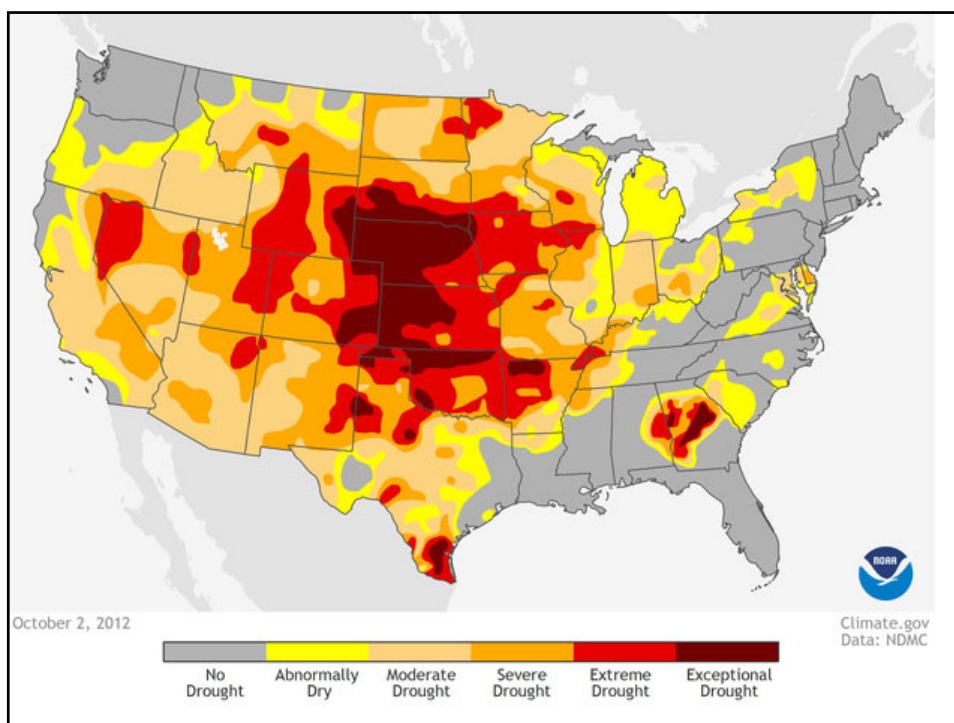 NOAA
October 2, 2012
Climate.gov
Data: NDMC
No
Drought
Abnormally
Dry
Moderate
Drought
Severe
Drought
Extreme
Drought
Exceptional
Drought